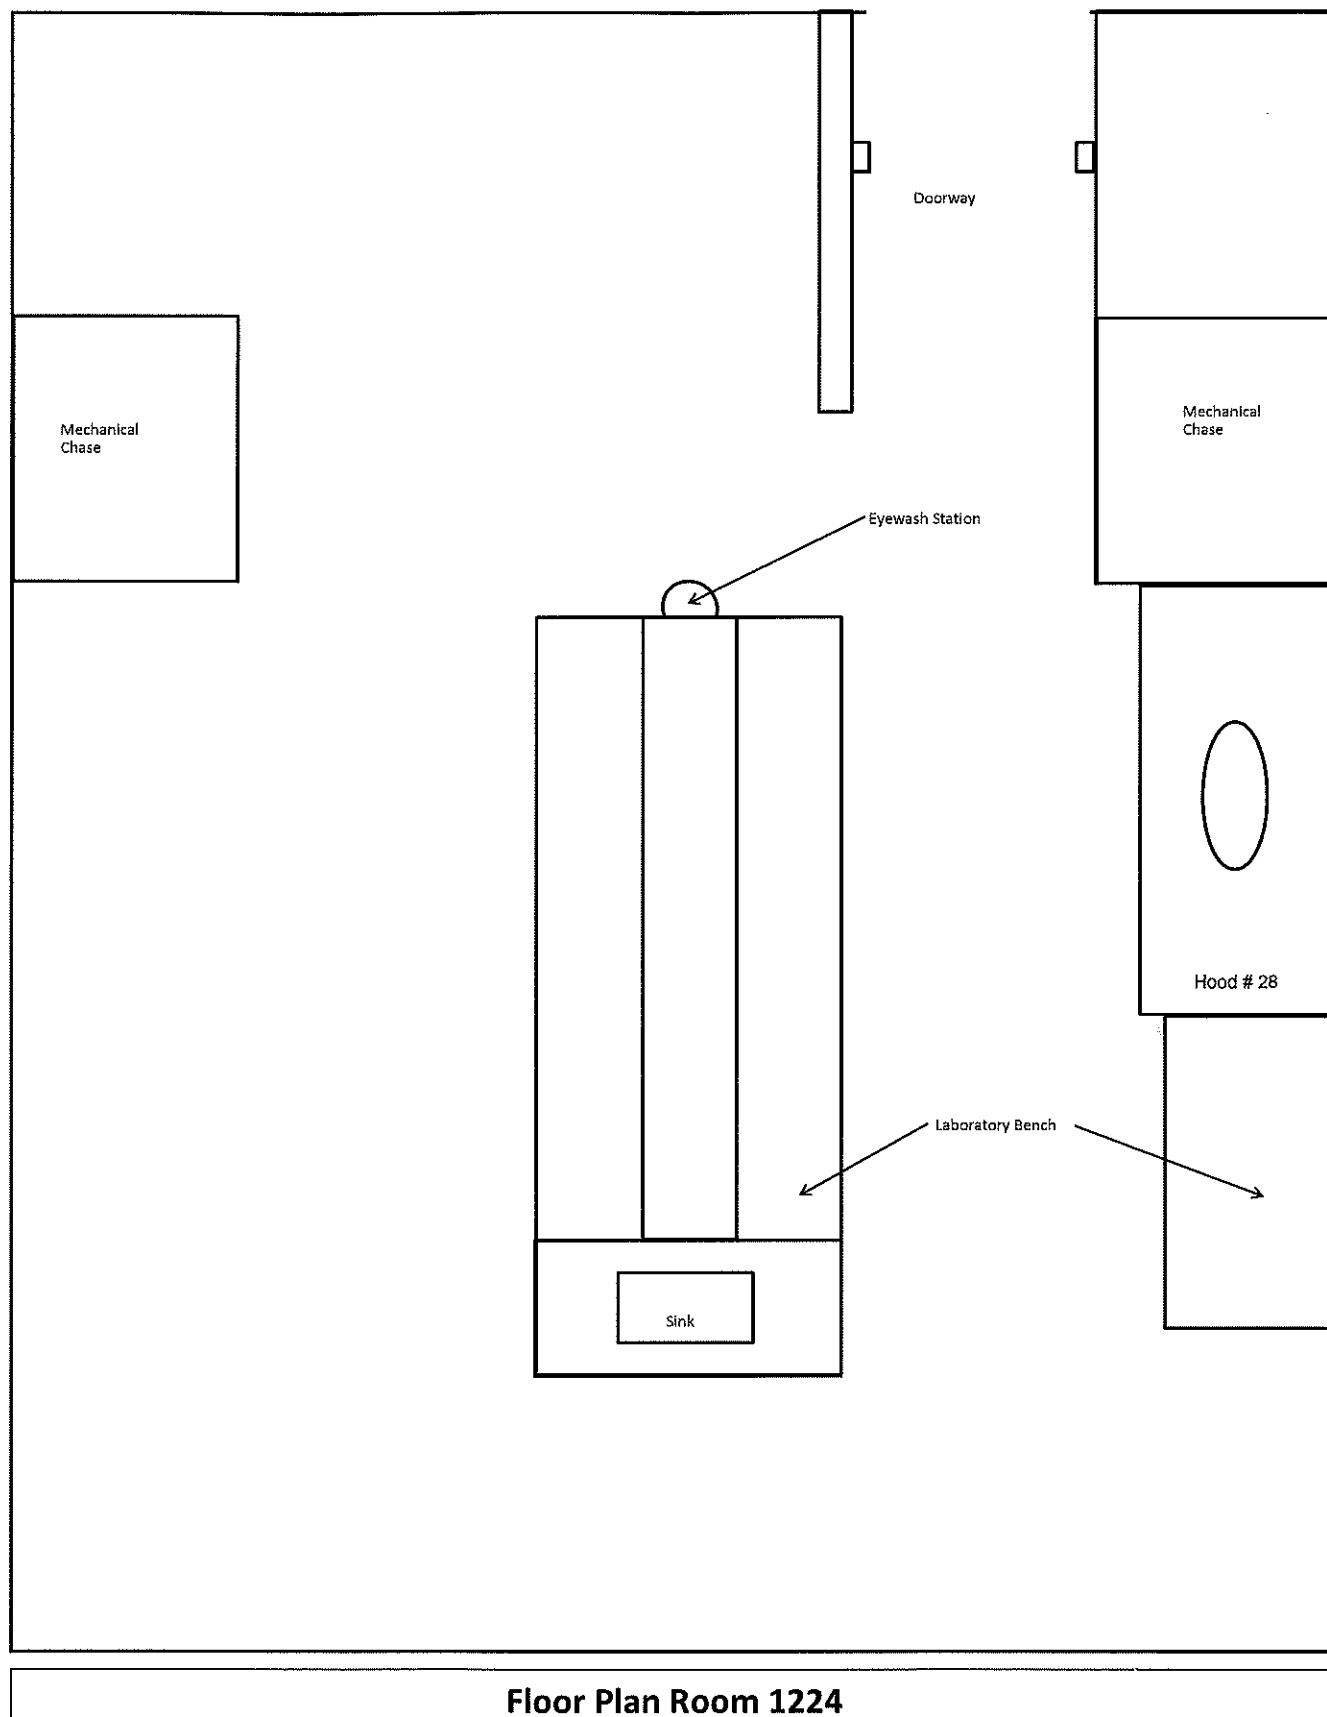 Doorway
Mechanical
Chase
Mechanical
Chase
Eyewash Station
Hood # 28
Laboratory Bench
Sink
Floor Plan Room 1224